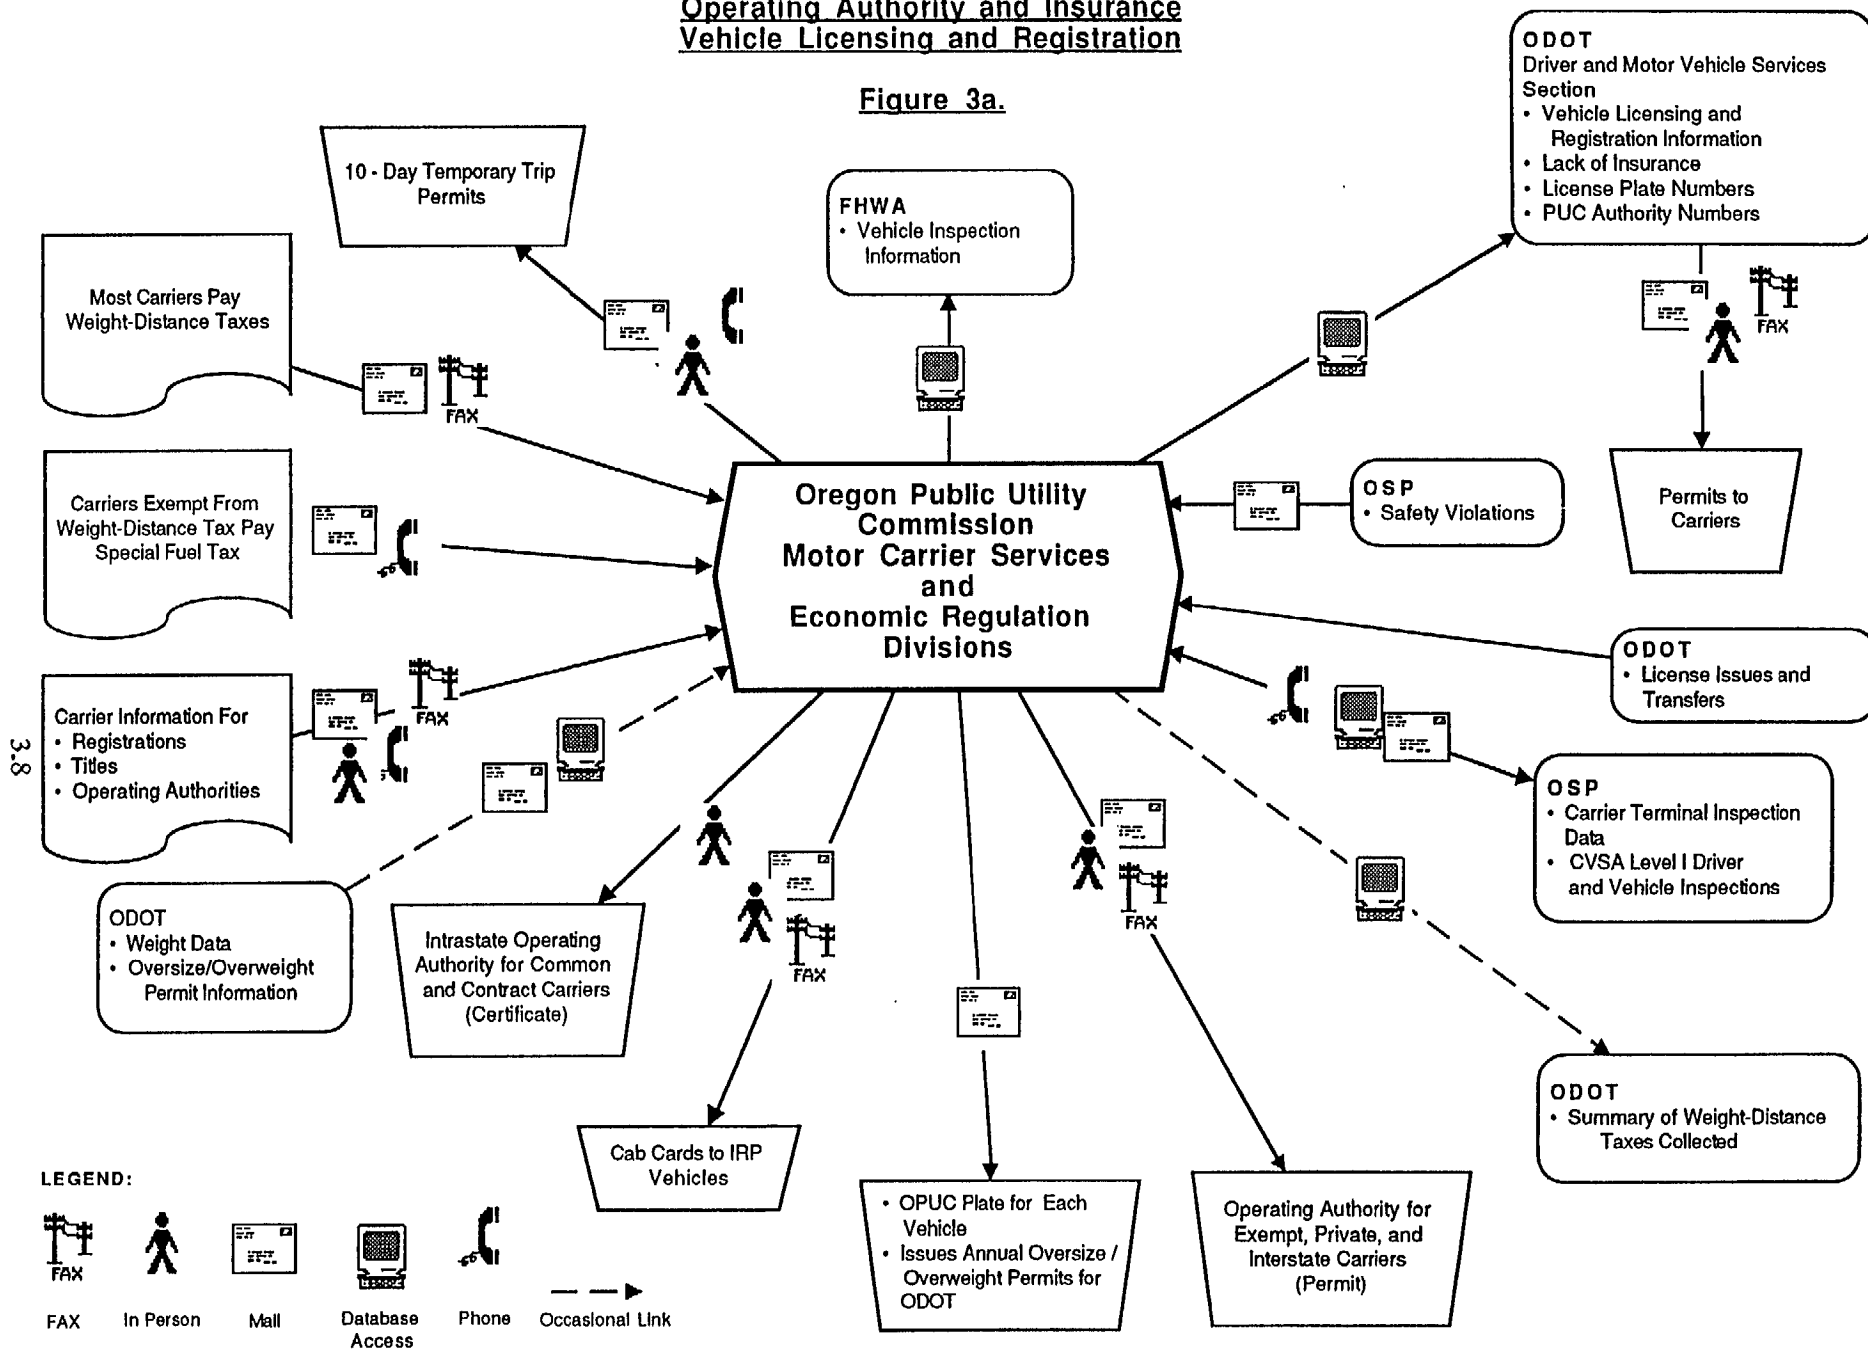 Operating Authority and Insurance
Vehicle Licensing and Registration
Figure 3a.
ODOT
Driver and Motor Vehicle Services
Section
• Vehicle Licensing and
Registration Information
• Lack of Insurance
• License Plate Numbers
• PUC Authority Numbers
10 - Day Temporary Trip
Permits
FHWA
• Vehicle Inspection
Information
Most Carriers Pay
Weight-Distance Taxes
FAX
FAX
Carriers Exempt From
Weight-Distance Tax Pay
Special Fuel Tax
Oregon Public Utility
Commission
Motor Carrier Services
and
Economic Regulation
Divisions
OSP
• Safety Violations
Permits to
Carriers
ODOT
• License Issues and
Transfers
Carrier Information For
• Registrations
• Titles
• Operating Authorities
FAX
3-8
OSP
• Carrier Terminal Inspection
Data
• CVSA Level I Driver
and Vehicle Inspections
ODOT
• Weight Data
• Oversize/Overweight
Permit Information
Intrastate Operating
Authority for Common
and Contract Carriers
(Certificate)
FAX
FAX
Cab Cards to IRP
Vehicles
• OPUC Plate for Each
Vehicle
• Issues Annual Oversize /
Overweight Permits for
ODOT
Operating Authority for
Exempt, Private, and
Interstate Carriers
(Permit)
ODOT
• Summary of Weight-Distance
Taxes Collected
LEGEND:
FAX
FAX
In Person
Mail
Database
Access
Phone
Occasional Link